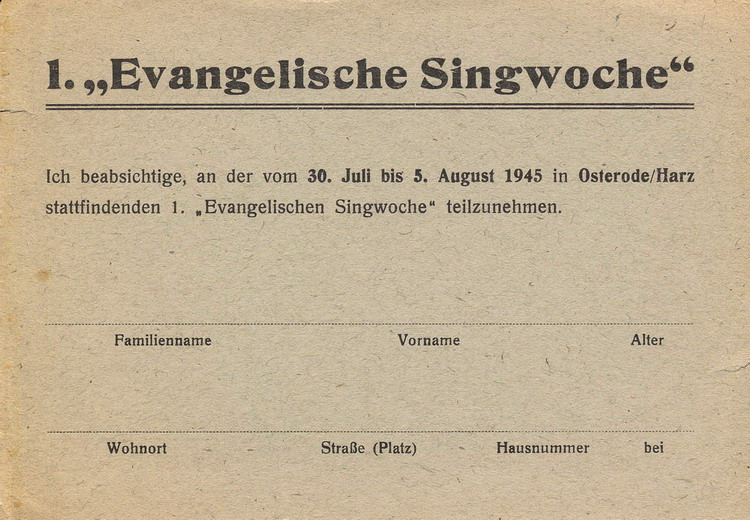 1. „Evangelische Singwoche“
Ich beabsichtige, an der vom 30. Juli bis 5. August 1945 in Osterode/Harz
stattfindenden 1. „Evangelischen Singwoche“ teilzunehmen.
Familienname Vorname Alter
Wohnort Straße (Platz) Hausnummer bei